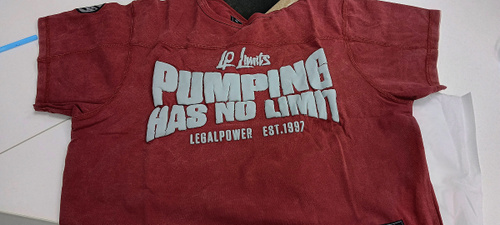 LP Limits
PUMPING
HAS NO LIMIT
LEGALPOWER EST.1997